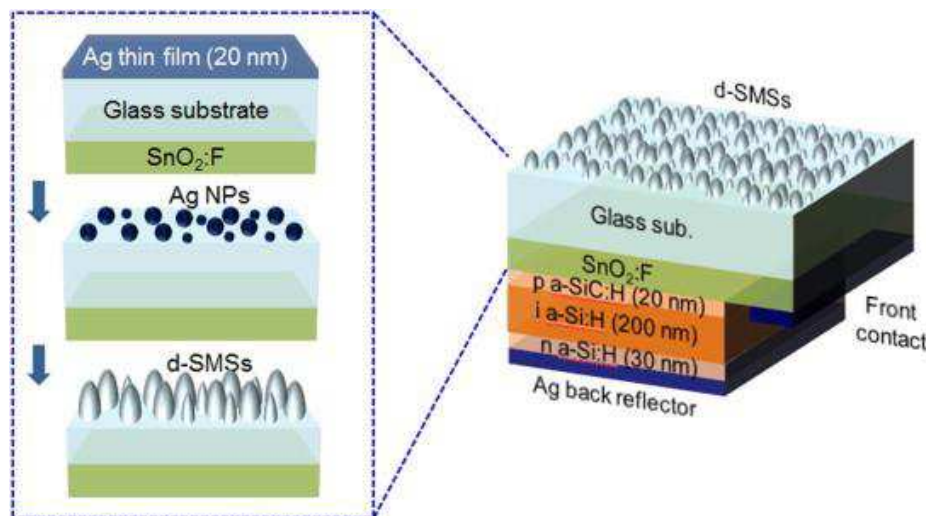 Ag thin film (20 nm)
Glass substrate
SnO₂:F
Ag NPs
d-SMSs
d-SMSs
Glass sub.
SnO₂:F
p a-SiC:H (20 nm)
i a-Si:H (200 nm)
n a-Si:H (30 nm)
Ag back reflector
Front
contact